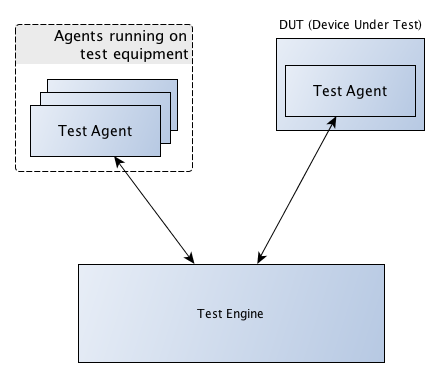 Agents running on
test equipment
Test Agent
DUT (Device Under Test)
Test Agent
Test Engine